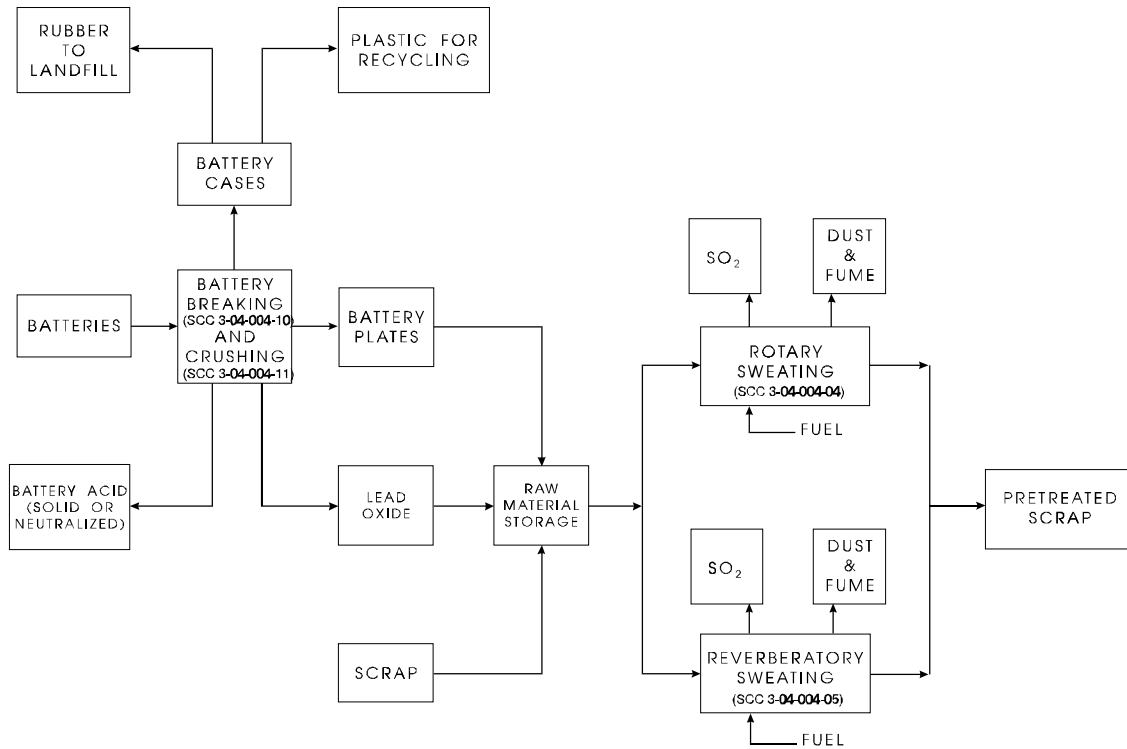 RUBBER
TO
LANDFILL
PLASTIC FOR
RECYCLING
BATTERY
CASES
BATTERIES
BATTERY
BREAKING
(SCC 3-04-004-10)
AND
CRUSHING
(SCC 3-04-004-11)
BATTERY
PLATES
BATTERY ACID
(SOLID OR
NEUTRALIZED)
LEAD
OXIDE
SCRAP
RAW
MATERIAL
STORAGE
SO₂
DUST
&
FUME
ROTARY
SWEATING
(SCC 3-04-004-04)
FUEL
SO₂
DUST
&
FUME
REVERBERATORY
SWEATING
(SCC 3-04-004-05)
FUEL
PRETREATED
SCRAP